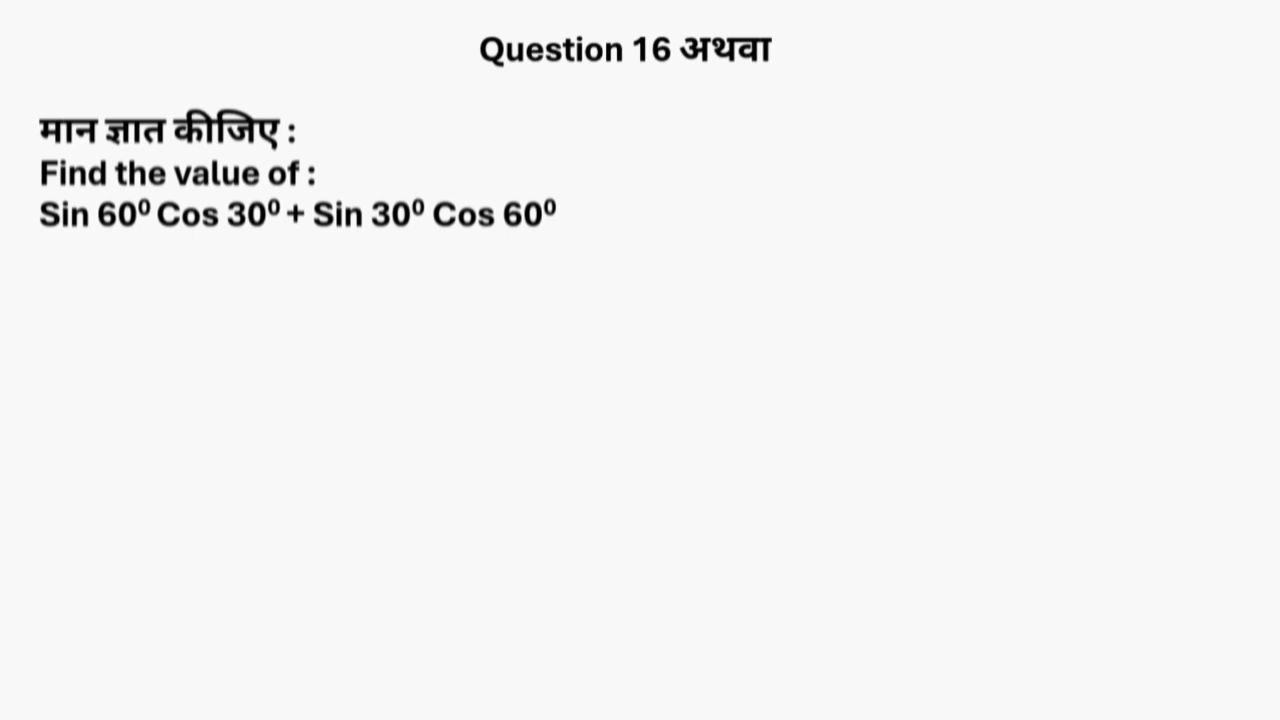 Question 16 अथवा
मान ज्ञात कीजिए :
Find the value of :
Sin 60⁰ Cos 30⁰ + Sin 30⁰ Cos 60⁰